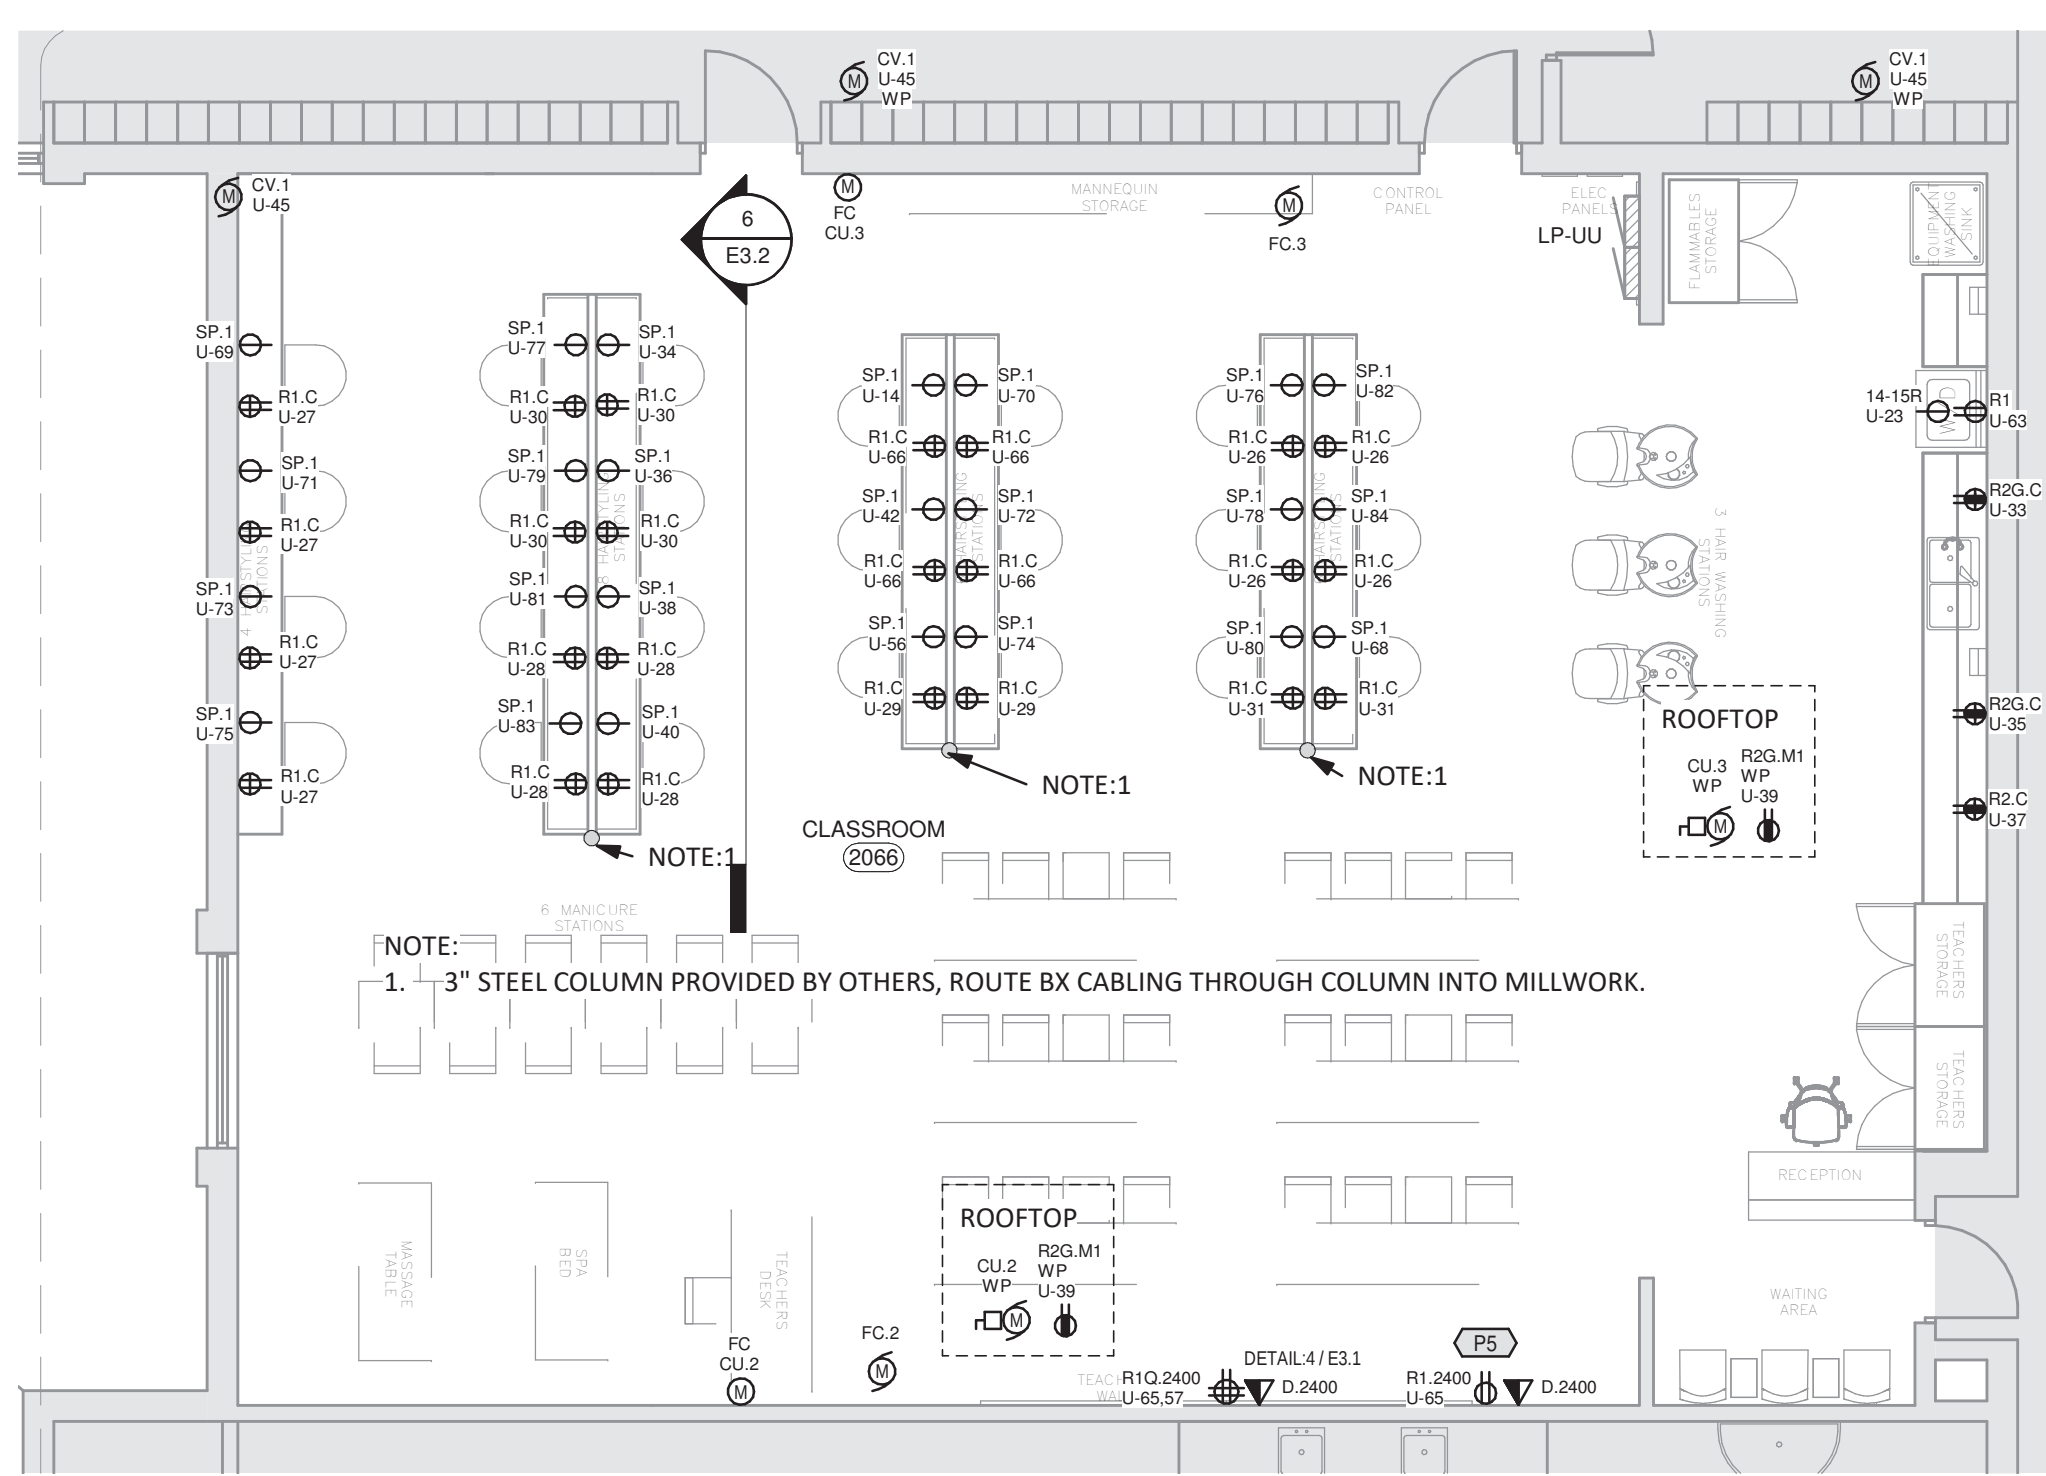 CV.1
U-45
WP
CV.1
U-45
WP
CV.1
U-45
M
M
M
M
M
FC
CU.3
6
E3.2
MANNEQUIN
STORAGE
FC.3
CONTROL
PANEL
ELEC
PANELS
LP-UU
FLAMMABLES
STORAGE
EQUIPMENT
WASHING
SINK
SP.1
U-69
R1.C
U-27
SP.1
U-71
R1.C
U-27
SP.1
U-73
R1.C
U-27
SP.1
U-75
R1.C
U-27
4 HAIRSTYLING
STATIONS
SP.1
U-77
SP.1
U-34
R1.C
U-30
R1.C
U-30
SP.1
U-79
SP.1
U-36
R1.C
U-30
R1.C
U-30
SP.1
U-81
SP.1
U-38
R1.C
U-28
R1.C
U-28
SP.1
U-83
SP.1
U-40
R1.C
U-28
R1.C
U-28
8 HAIRSTYLING
STATIONS
NOTE:1
SP.1
U-14
SP.1
U-70
R1.C
U-66
R1.C
U-66
SP.1
U-42
SP.1
U-72
R1.C
U-66
R1.C
U-66
SP.1
U-56
SP.1
U-74
R1.C
U-29
R1.C
U-29
HAIRSTYLING
STATIONS
NOTE:1
SP.1
U-76
SP.1
U-82
R1.C
U-26
R1.C
U-26
SP.1
U-78
SP.1
U-84
R1.C
U-26
R1.C
U-26
SP.1
U-80
SP.1
U-68
R1.C
U-31
R1.C
U-31
HAIRSTYLING
STATIONS
NOTE:1
3 HAIR WASHING
STATIONS
14-15R
U-23
R1
U-63
R2G.C
U-33
R2G.C
U-35
R2.C
U-37
ROOFTOP
CU.3
WP
R2G.M1
WP
U-39
M
CLASSROOM
2066
6 MANICURE
STATIONS
NOTE:
1. 3" STEEL COLUMN PROVIDED BY OTHERS, ROUTE BX CABLING THROUGH COLUMN INTO MILLWORK.
TEACHERS
STORAGE
TEACHERS
STORAGE
RECEPTION
WAITING
AREA
MASSAGE
TABLE
SPA
BED
TEACHERS
DESK
ROOFTOP
CU.2
WP
R2G.M1
WP
U-39
M
FC
CU.2
M
FC.2
M
R1Q.2400
U-65,57
DETAIL:4 / E3.1
D.2400
P5
R1.2400
U-65
D.2400